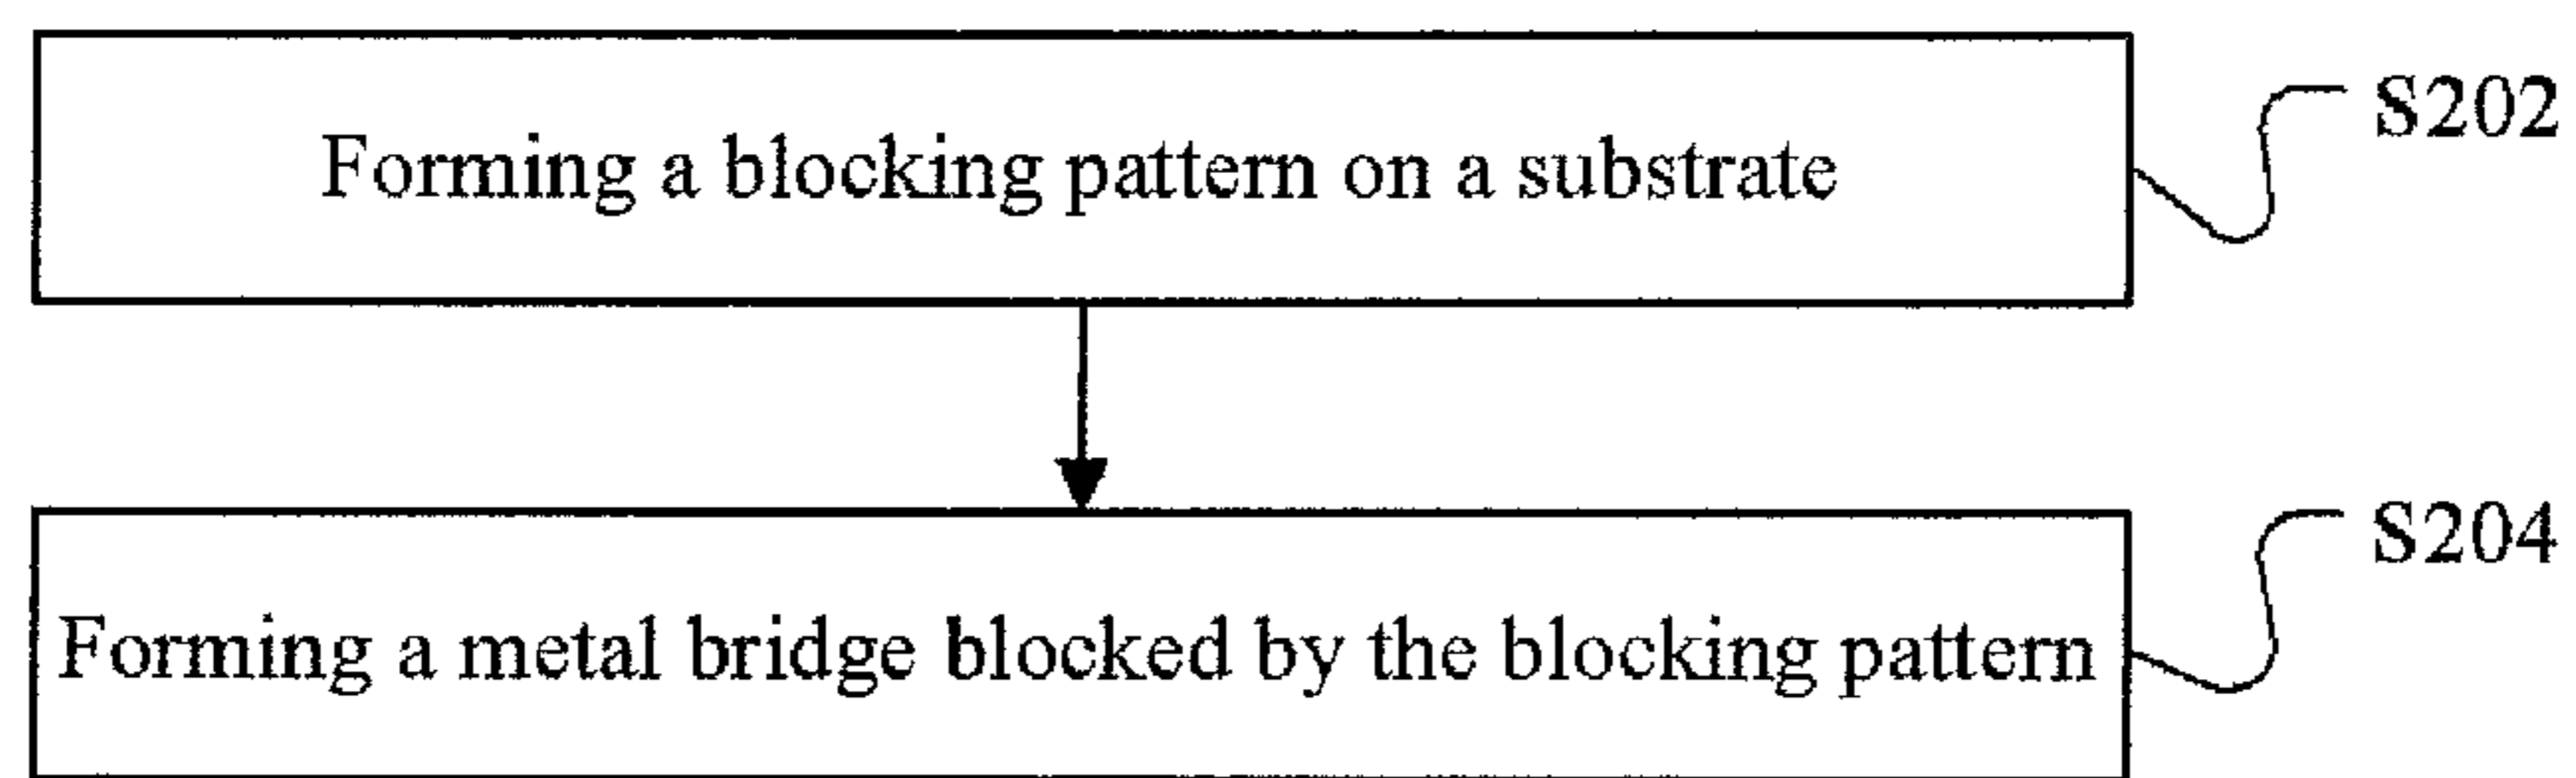 Forming a blocking pattern on a substrate
S202
Forming a metal bridge blocked by the blocking pattern
S204